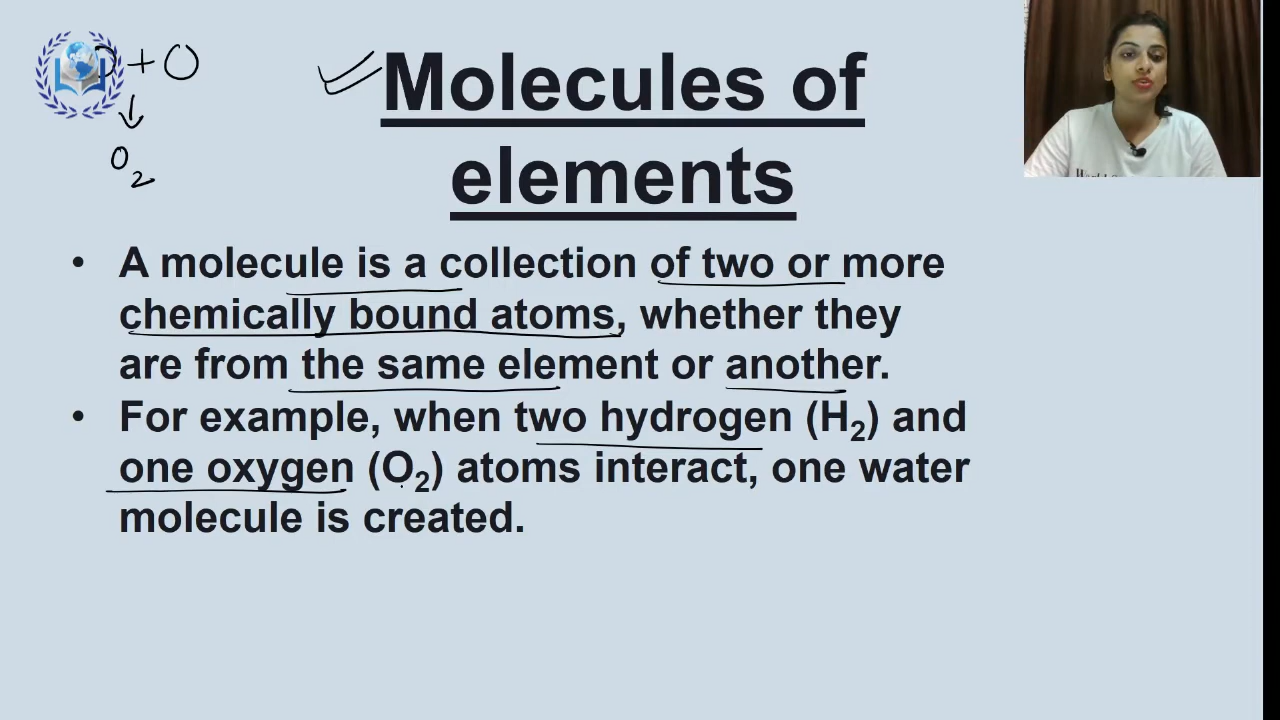 O + O
↓
O₂
Molecules of
elements
• A molecule is a collection of two or more
chemically bound atoms, whether they
are from the same element or another.
• For example, when two hydrogen (H₂) and
one oxygen (O₂) atoms interact, one water
molecule is created.